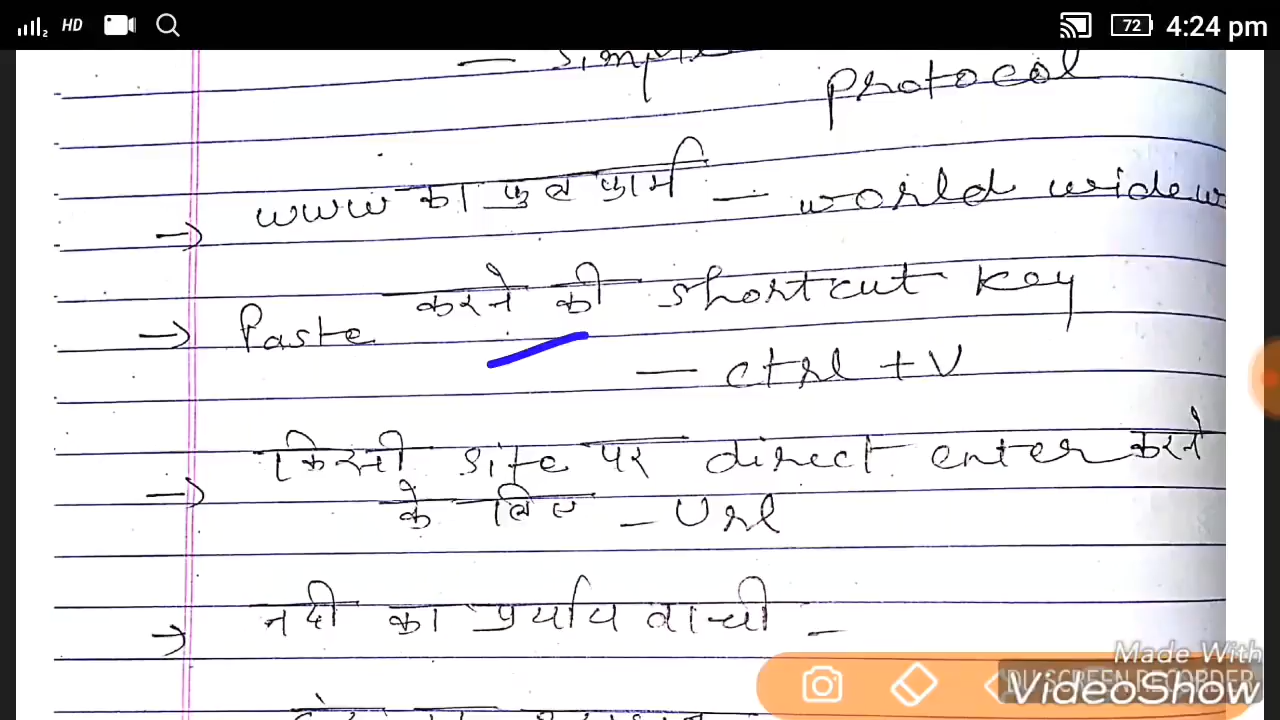 HD 72 4:24 pm
protocol
→ www का फुल फार्म — world widew
→ Paste करने की shortcut key
— ctrl + V
→ किसी site पर direct enter करने
के लिए – Url
→ नदी का पर्यायवाची –
Made With
VideoShow